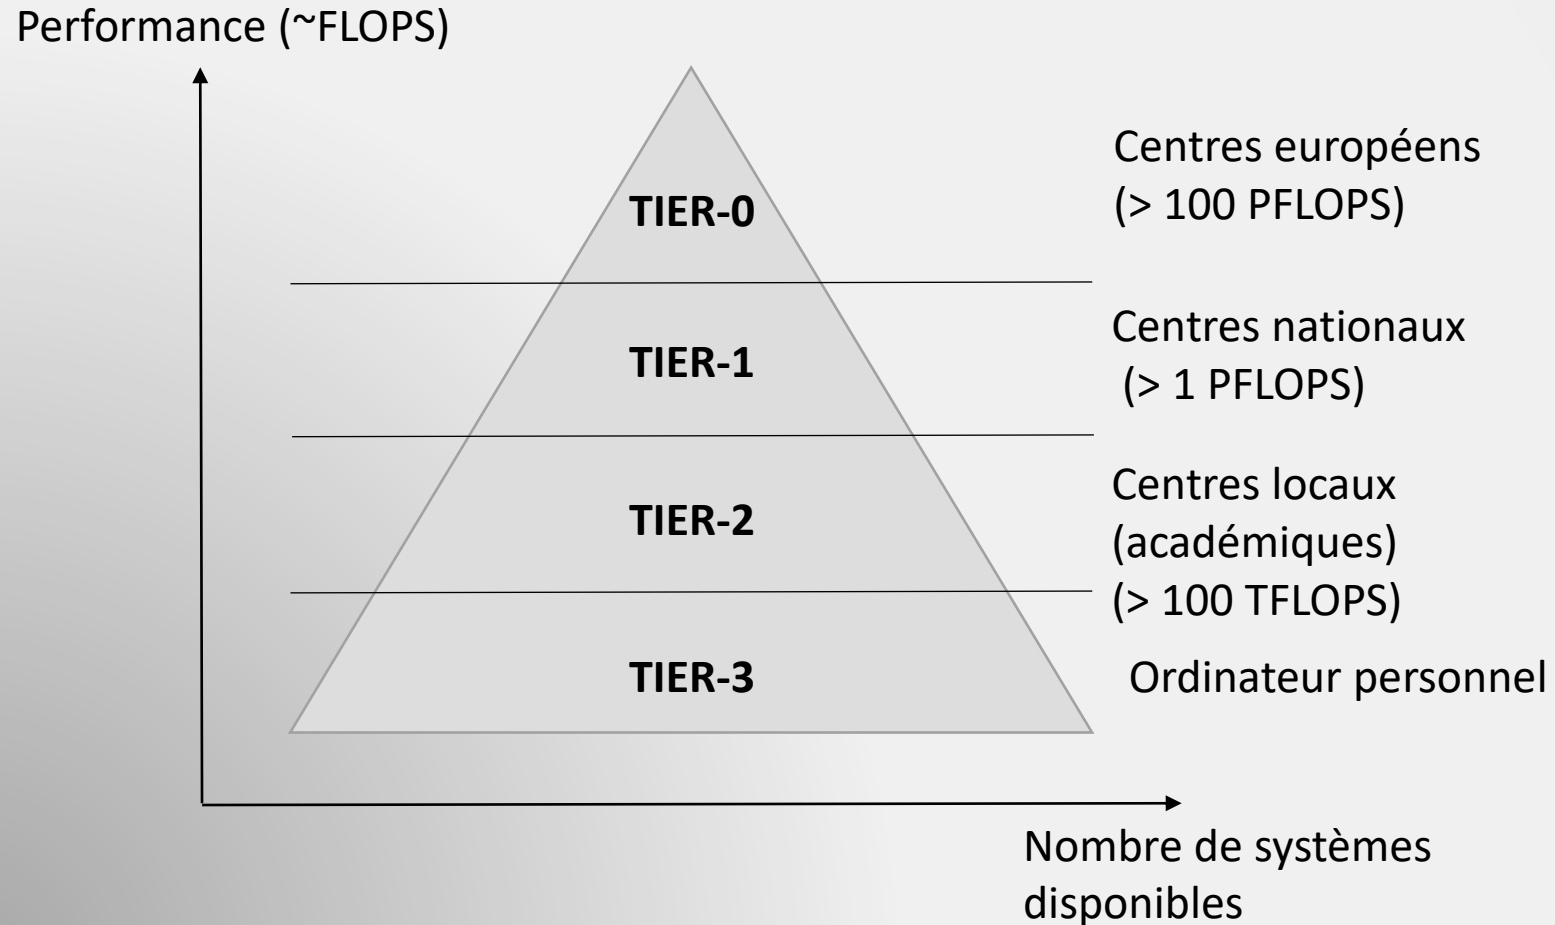 Performance (~FLOPS)
TIER-0
Centres européens
(> 100 PFLOPS)
TIER-1
Centres nationaux
(> 1 PFLOPS)
TIER-2
Centres locaux
(académiques)
(> 100 TFLOPS)
TIER-3
Ordinateur personnel
Nombre de systèmes
disponibles